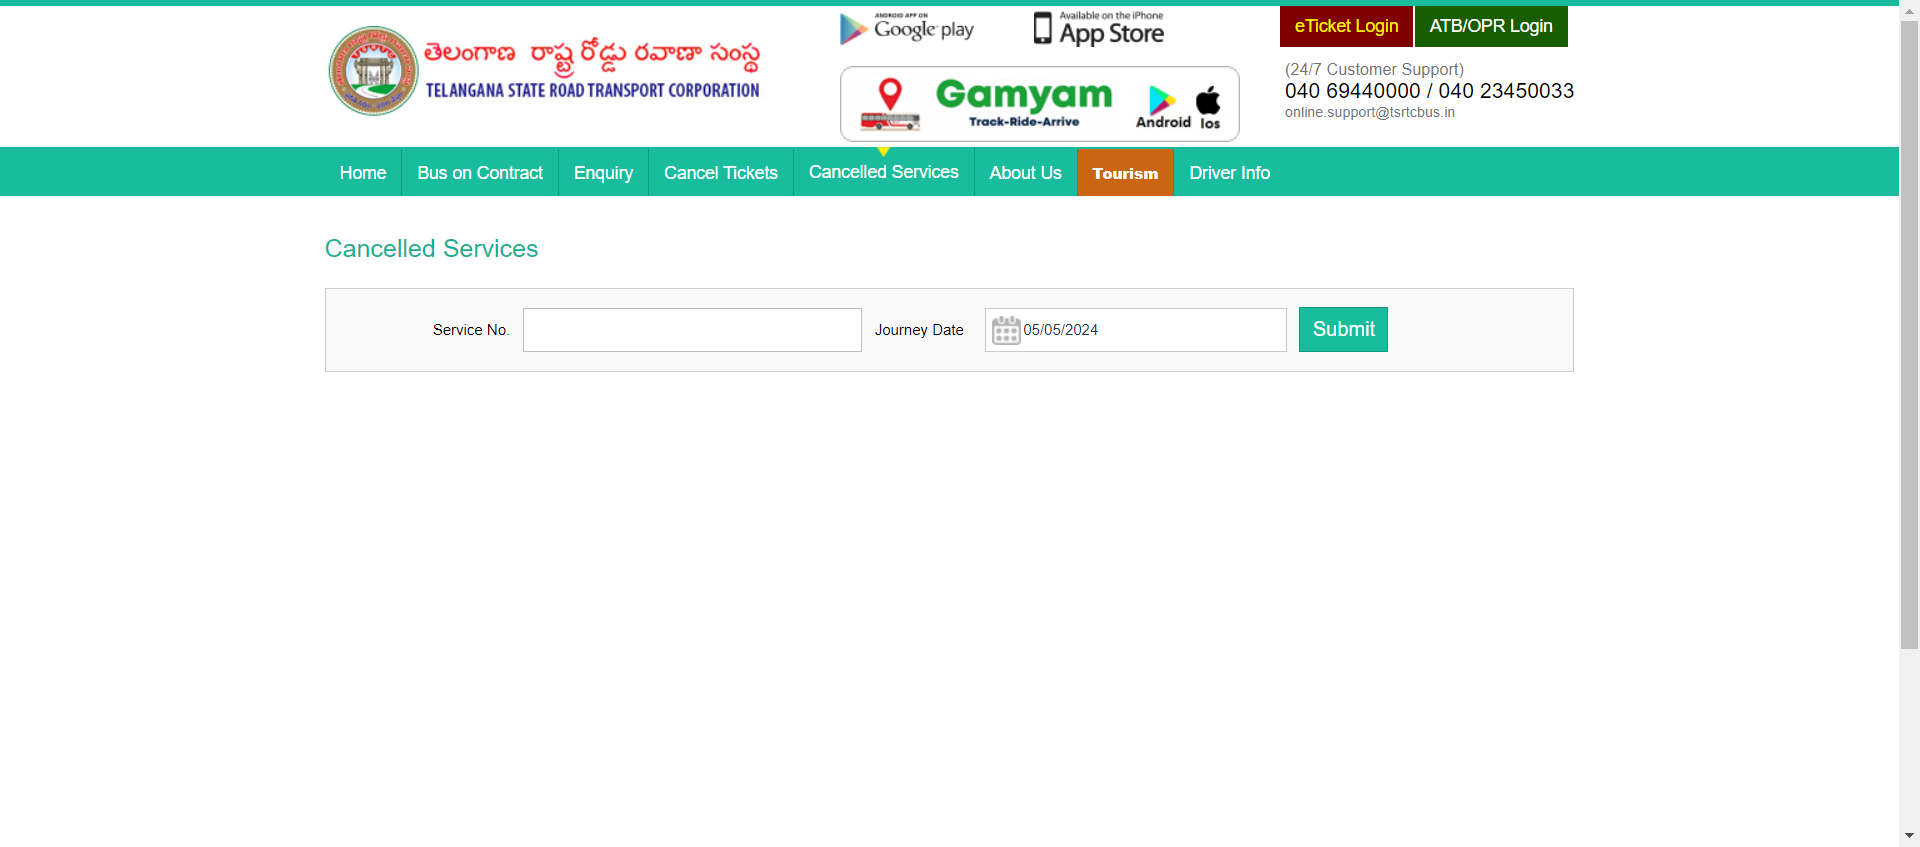 ANDROID APP ON
Google play
Available on the iPhone
App Store
eTicket Login
ATB/OPR Login
తెలంగాణ రాష్ట్ర రోడ్డు రవాణా సంస్థ
TELANGANA STATE ROAD TRANSPORT CORPORATION
Gamyam
Track-Ride-Arrive
Android
Ios
(24/7 Customer Support)
040 69440000 / 040 23450033
online.support@tsrtcbus.in
Home
Bus on Contract
Enquiry
Cancel Tickets
Cancelled Services
About Us
Tourism
Driver Info
Cancelled Services
Service No.
Journey Date
05/05/2024
Submit